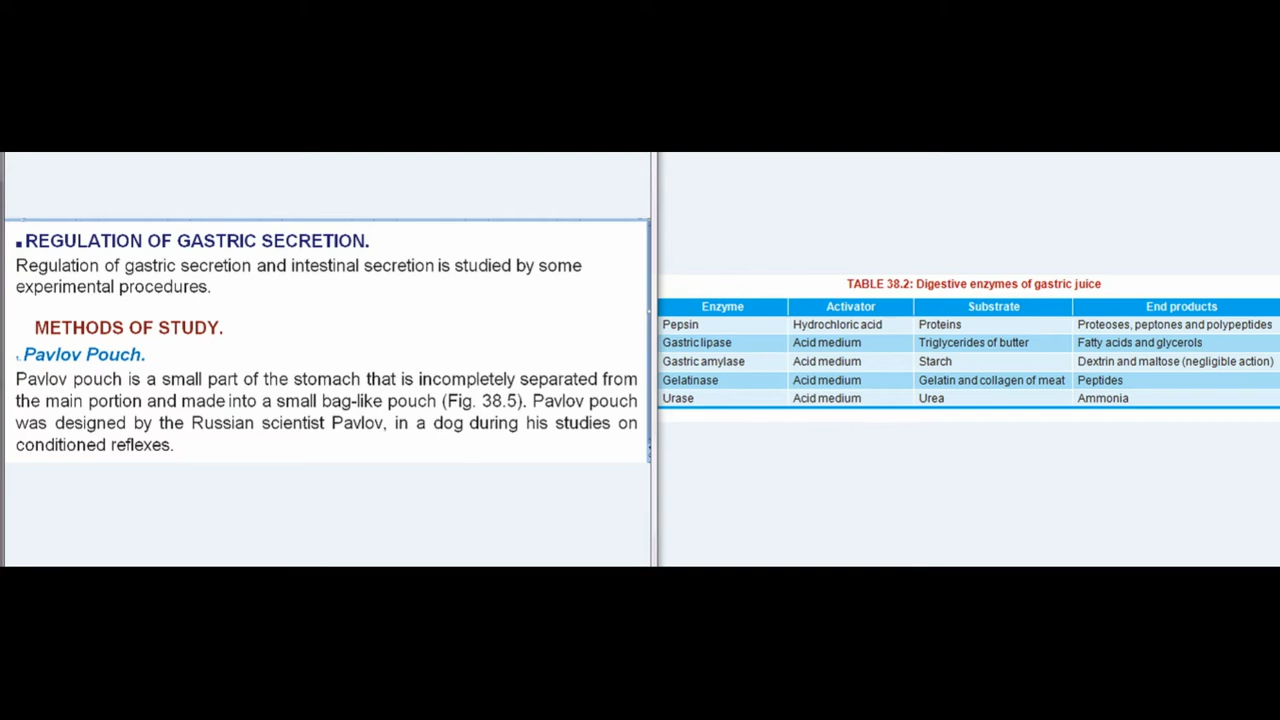 REGULATION OF GASTRIC SECRETION.
Regulation of gastric secretion and intestinal secretion is studied by some
experimental procedures.
METHODS OF STUDY.
1. Pavlov Pouch.
Pavlov pouch is a small part of the stomach that is incompletely separated from
the main portion and made into a small bag-like pouch (Fig. 38.5). Pavlov pouch
was designed by the Russian scientist Pavlov, in a dog during his studies on
conditioned reflexes.
TABLE 38.2: Digestive enzymes of gastric juice
Enzyme Activator Substrate End products
Pepsin Hydrochloric acid Proteins Proteoses, peptones and polypeptides
Gastric lipase Acid medium Triglycerides of butter Fatty acids and glycerols
Gastric amylase Acid medium Starch Dextrin and maltose (negligible action)
Gelatinase Acid medium Gelatin and collagen of meat Peptides
Urase Acid medium Urea Ammonia